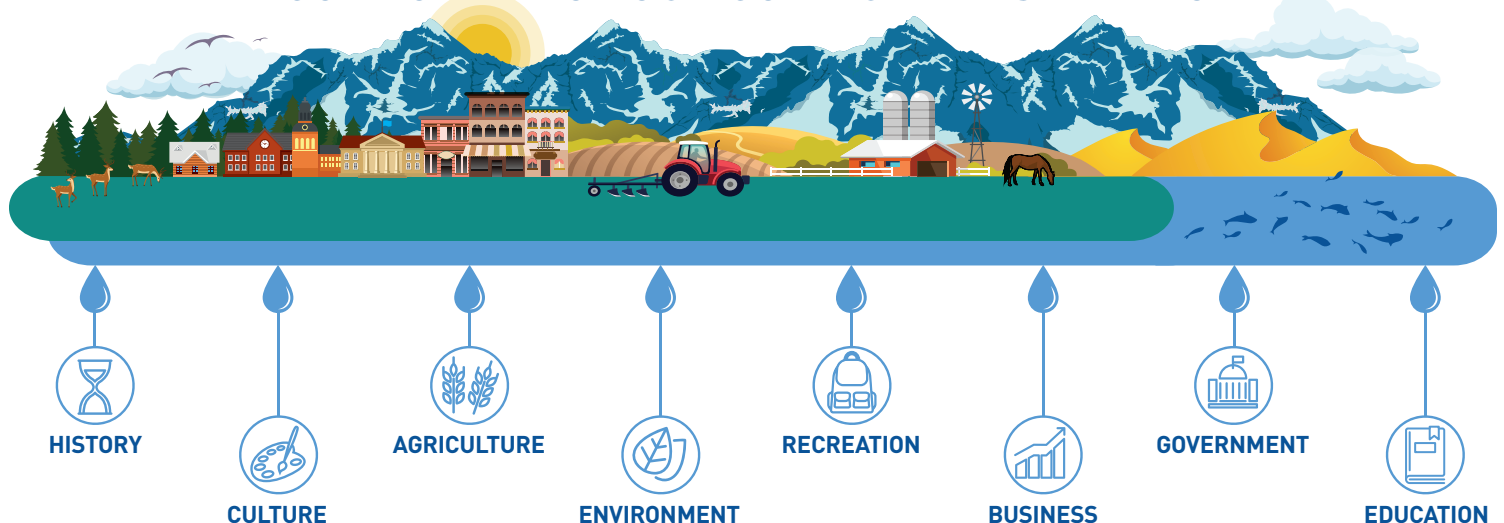 HISTORY
CULTURE
AGRICULTURE
ENVIRONMENT
RECREATION
BUSINESS
GOVERNMENT
EDUCATION